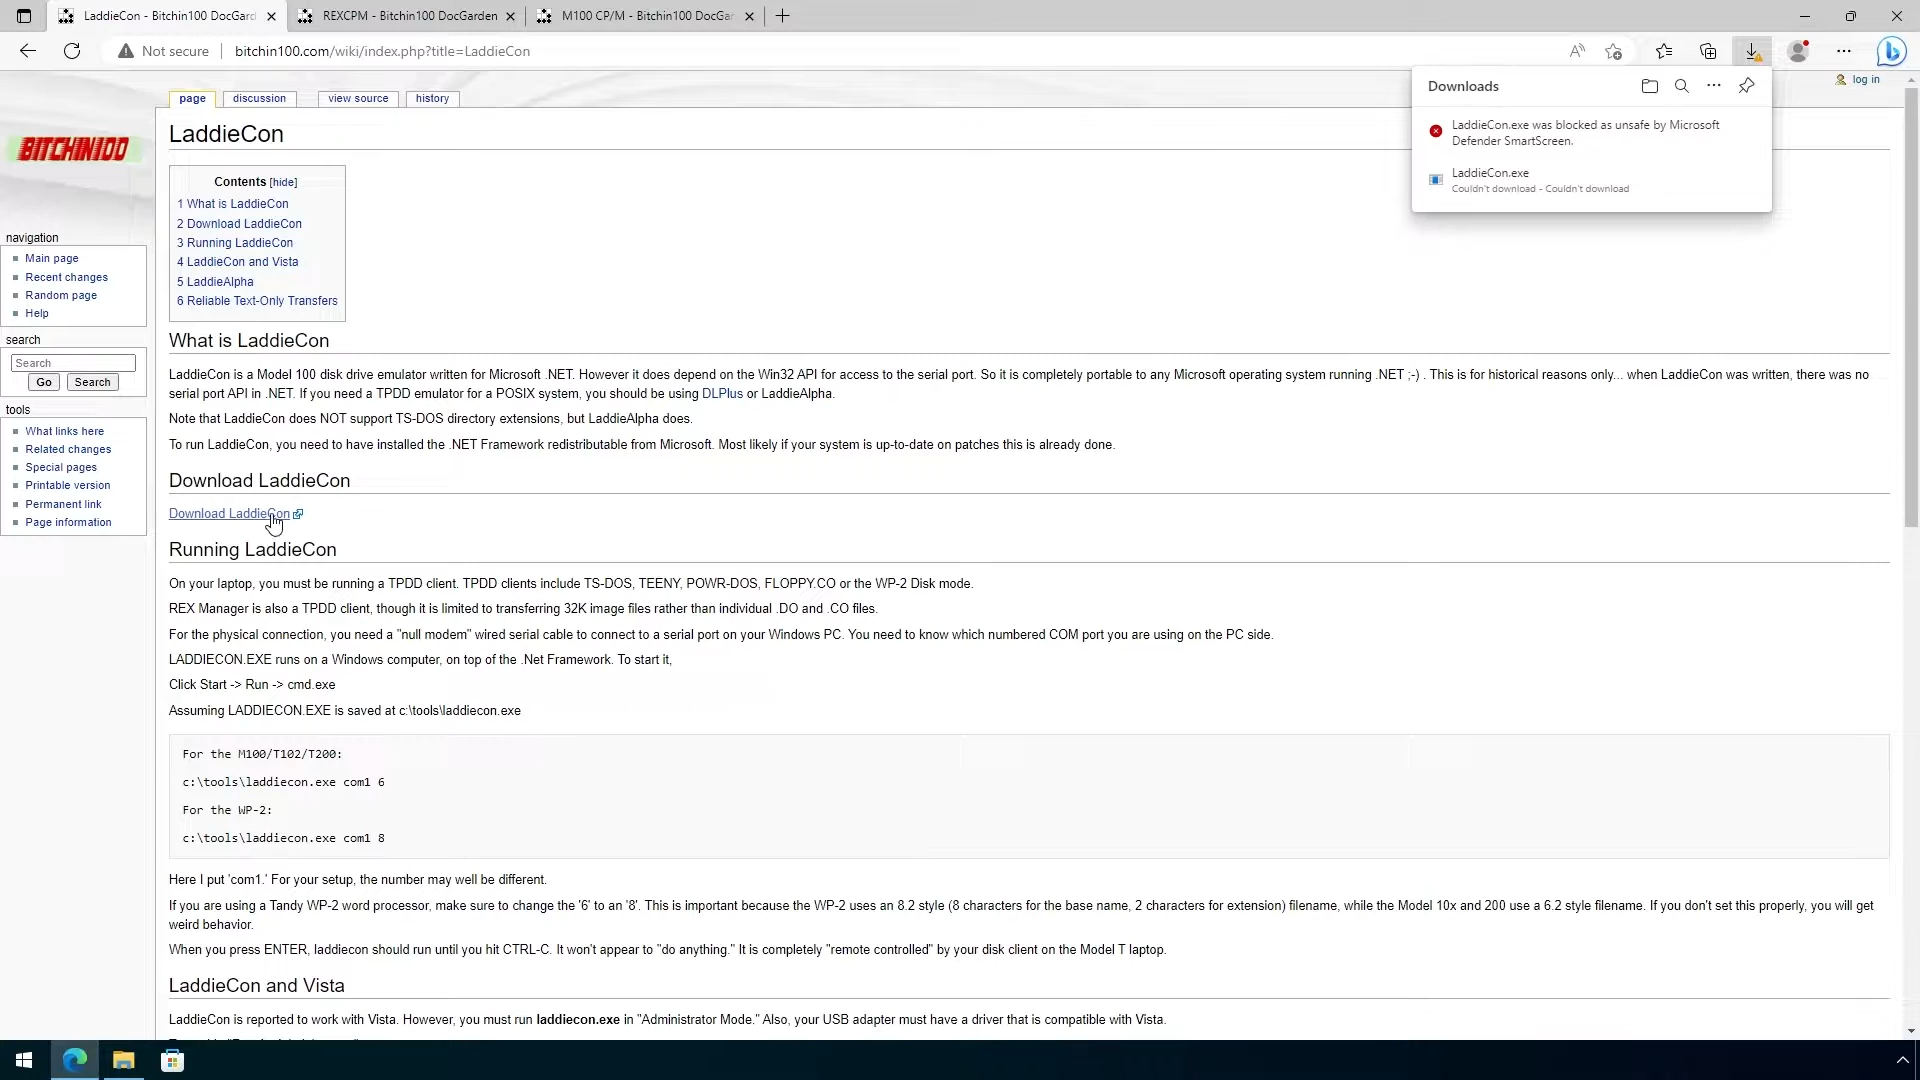 LaddieCon - Bitchin100 DocGard
REXCPM - Bitchin100 DocGarden
M100 CP/M - Bitchin100 DocGar
Not secure
bitchin100.com/wiki/index.php?title=LaddieCon
Downloads
LaddieCon.exe was blocked as unsafe by Microsoft
Defender SmartScreen.
LaddieCon.exe
Couldn't download - Couldn't download
log in
page
discussion
view source
history
BITCHIN100
navigation
Main page
Recent changes
Random page
Help
search
Search
Go
Search
tools
What links here
Related changes
Special pages
Printable version
Permanent link
Page information
LaddieCon
Contents [hide]
1 What is LaddieCon
2 Download LaddieCon
3 Running LaddieCon
4 LaddieCon and Vista
5 LaddieAlpha
6 Reliable Text-Only Transfers
What is LaddieCon
LaddieCon is a Model 100 disk drive emulator written for Microsoft .NET. However it does depend on the Win32 API for access to the serial port. So it is completely portable to any Microsoft operating system running .NET ;-) . This is for historical reasons only... when LaddieCon was written, there was no
serial port API in .NET. If you need a TPDD emulator for a POSIX system, you should be using DLPlus or LaddieAlpha.
Note that LaddieCon does NOT support TS-DOS directory extensions, but LaddieAlpha does.
To run LaddieCon, you need to have installed the .NET Framework redistributable from Microsoft. Most likely if your system is up-to-date on patches this is already done.
Download LaddieCon
Download LaddieCon
Running LaddieCon
On your laptop, you must be running a TPDD client. TPDD clients include TS-DOS, TEENY, POWR-DOS, FLOPPY.CO or the WP-2 Disk mode.
REX Manager is also a TPDD client, though it is limited to transferring 32K image files rather than individual .DO and .CO files.
For the physical connection, you need a "null modem" wired serial cable to connect to a serial port on your Windows PC. You need to know which numbered COM port you are using on the PC side.
LADDIECON.EXE runs on a Windows computer, on top of the .Net Framework. To start it,
Click Start -> Run -> cmd.exe
Assuming LADDIECON.EXE is saved at c:\tools\laddiecon.exe
For the M100/T102/T200:
c:\tools\laddiecon.exe com1 6
For the WP-2:
c:\tools\laddiecon.exe com1 8
Here I put 'com1.' For your setup, the number may well be different.
If you are using a Tandy WP-2 word processor, make sure to change the '6' to an '8'. This is important because the WP-2 uses an 8.2 style (8 characters for the base name, 2 characters for extension) filename, while the Model 10x and 200 use a 6.2 style filename. If you don't set this properly, you will get
weird behavior.
When you press ENTER, laddiecon should run until you hit CTRL-C. It won't appear to "do anything." It is completely "remote controlled" by your disk client on the Model T laptop.
LaddieCon and Vista
LaddieCon is reported to work with Vista. However, you must run laddiecon.exe in "Administrator Mode." Also, your USB adapter must have a driver that is compatible with Vista.